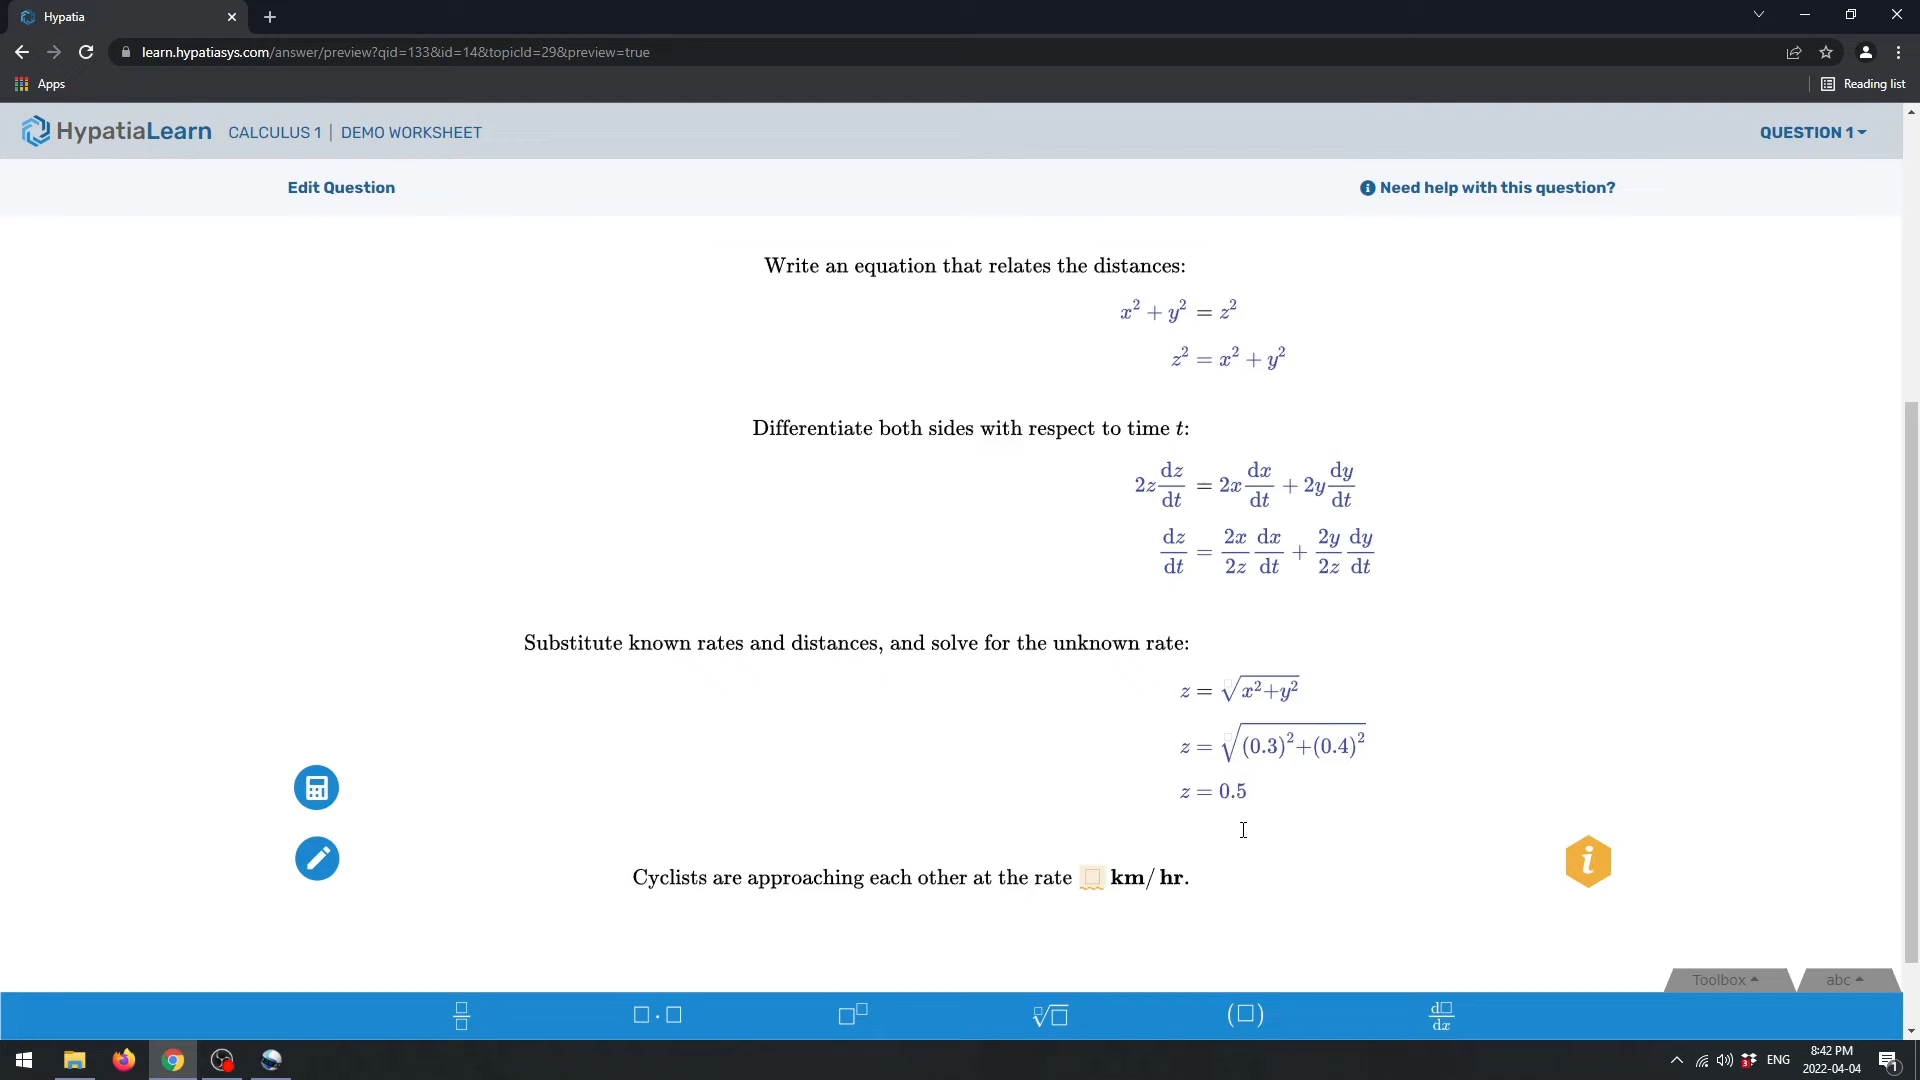 Hypatia
learn.hypatiasys.com/answer/preview?qid=133&id=14&topicId=29&preview=true
Apps
Reading list
HypatiaLearn CALCULUS 1 | DEMO WORKSHEET QUESTION 1
Edit Question Need help with this question?
Write an equation that relates the distances:
x² + y² = z²
z² = x² + y²
Differentiate both sides with respect to time t:
2z dz/dt = 2x dx/dt + 2y dy/dt
dz/dt = 2x/2z dx/dt + 2y/2z dy/dt
Substitute known rates and distances, and solve for the unknown rate:
z = √(x²+y²)
z = √((0.3)²+(0.4)²)
z = 0.5
Cyclists are approaching each other at the rate □ km/hr.
Toolbox abc
□/□ □·□ □^□ √□ (□) d□/dx
ENG 8:42 PM
2022-04-04